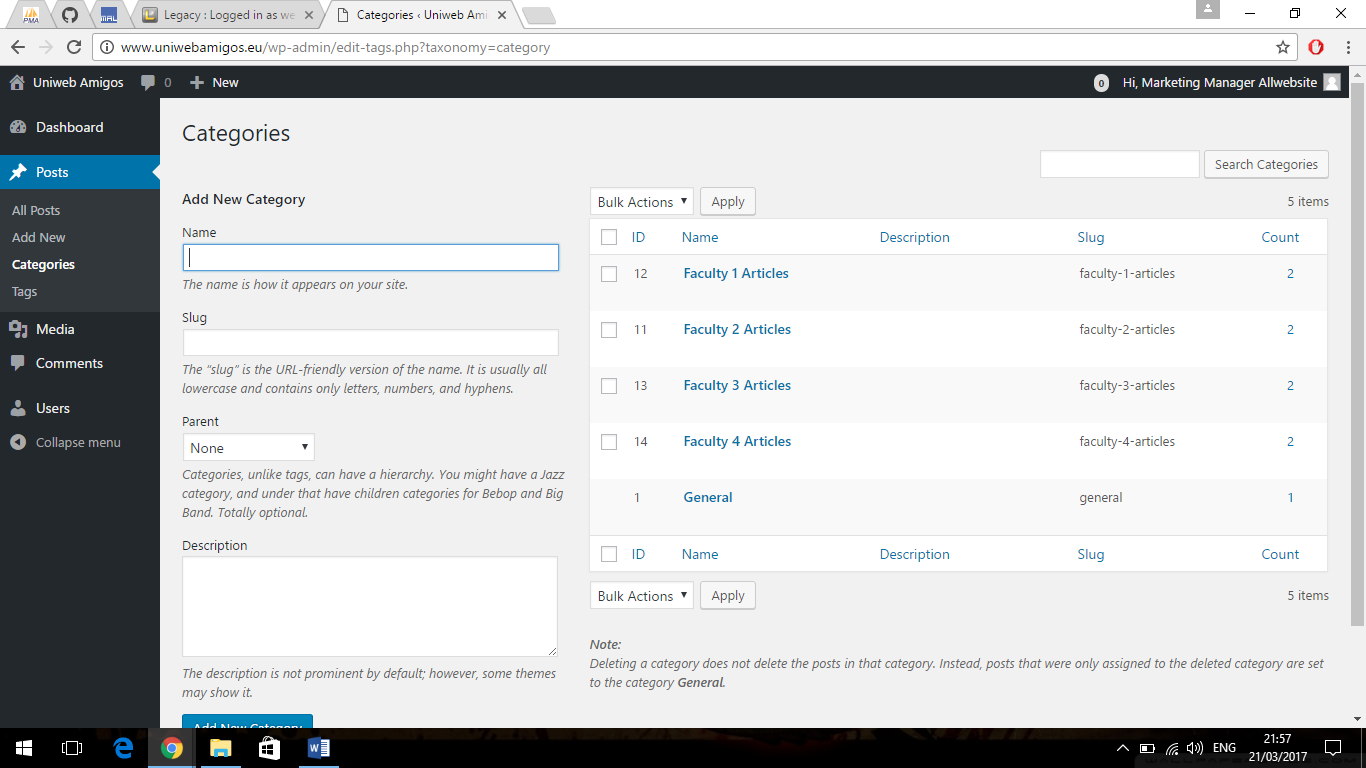 PMA
MAL
Legacy : Logged in as we
Categories ‹ Uniweb Ami
www.uniwebamigos.eu/wp-admin/edit-tags.php?taxonomy=category
Uniweb Amigos
0
New
0
Hi, Marketing Manager Allwebsite
Dashboard
Posts
All Posts
Add New
Categories
Tags
Media
Comments
Users
Collapse menu
Categories
Search Categories
Add New Category
Name
The name is how it appears on your site.
Slug
The “slug” is the URL-friendly version of the name. It is usually all
lowercase and contains only letters, numbers, and hyphens.
Parent
None
Categories, unlike tags, can have a hierarchy. You might have a Jazz
category, and under that have children categories for Bebop and Big
Band. Totally optional.
Description
The description is not prominent by default; however, some themes
may show it.
Add New Category
Bulk Actions Apply 5 items
ID Name Description Slug Count
12 Faculty 1 Articles faculty-1-articles 2
11 Faculty 2 Articles faculty-2-articles 2
13 Faculty 3 Articles faculty-3-articles 2
14 Faculty 4 Articles faculty-4-articles 2
1 General general 1
ID Name Description Slug Count
Bulk Actions Apply 5 items
Note:
Deleting a category does not delete the posts in that category. Instead, posts that were only assigned to the deleted category are set
to the category General.
ENG
21:57
21/03/2017